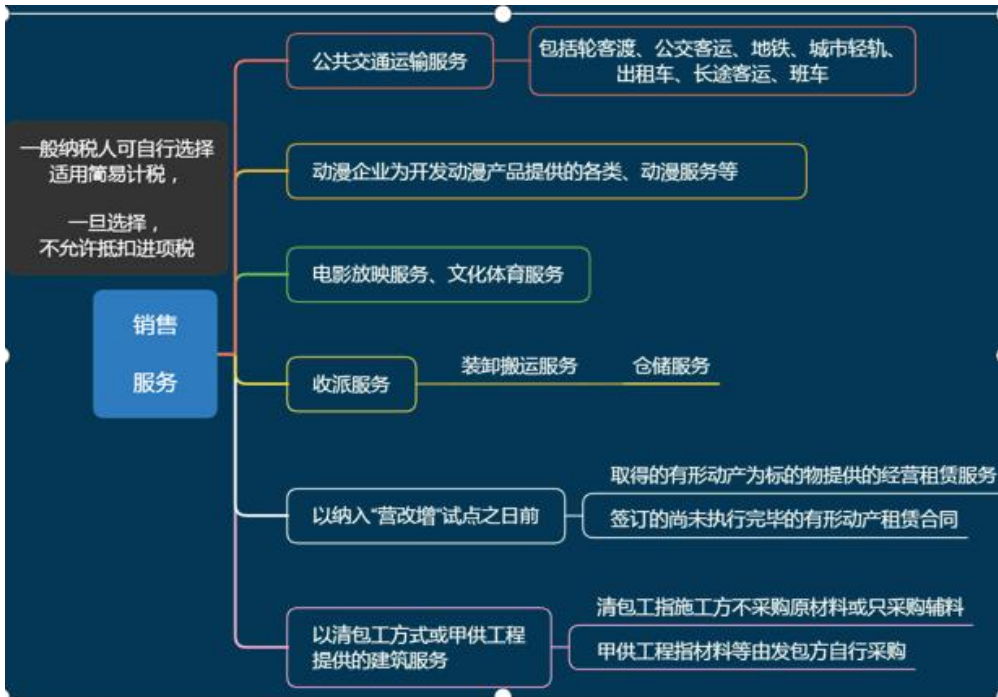 一般纳税人可自行选择
适用简易计税，
一旦选择，
不允许抵扣进项税
销售
服务
公共交通运输服务
包括轮客渡、公交客运、地铁、城市轻轨、
出租车、长途客运、班车
动漫企业为开发动漫产品提供的各类、动漫服务等
电影放映服务、文化体育服务
收派服务
装卸搬运服务
仓储服务
以纳入“营改增”试点之日前
取得的有形动产为标的物提供的经营租赁服务
签订的尚未执行完毕的有形动产租赁合同
以清包工方式或甲供工程
提供的建筑服务
清包工指施工方不采购原材料或只采购辅料
甲供工程指材料等由发包方自行采购